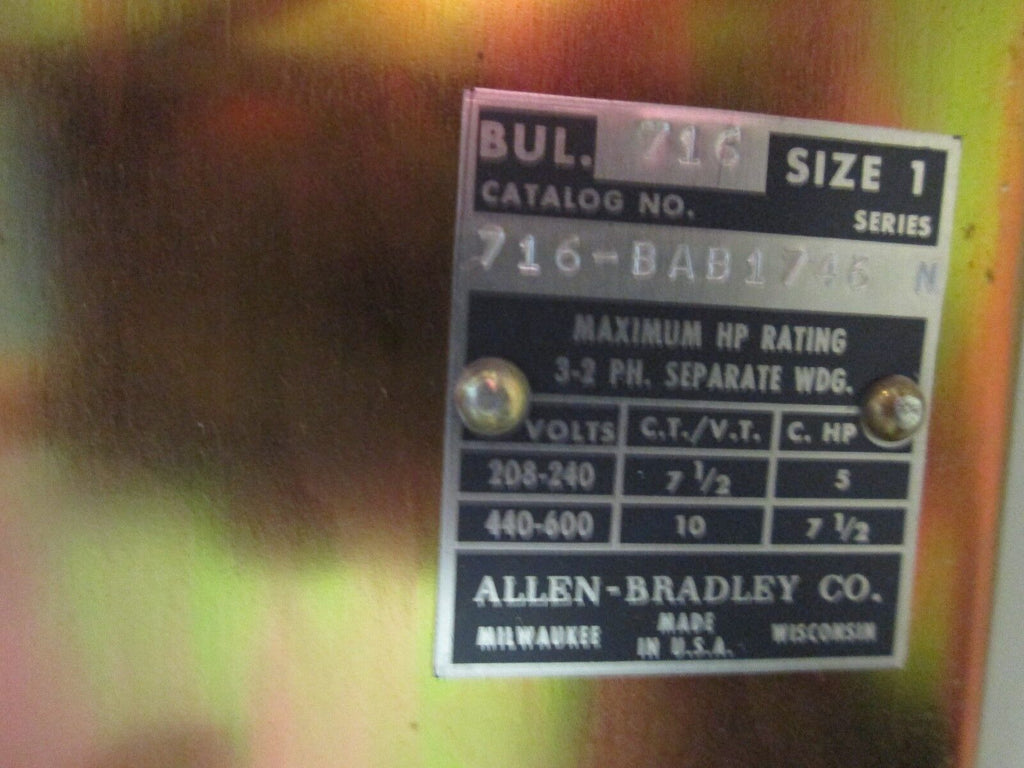 BUL. 716 SIZE 1
CATALOG NO. SERIES
716-BAB1746 N
MAXIMUM HP RATING
3-2 PH. SEPARATE WDG.
VOLTS C.T./V.T. C. HP
208-240 7 1/2 5
440-600 10 7 1/2
ALLEN-BRADLEY CO.
MILWAUKEE MADE IN U.S.A. WISCONSIN